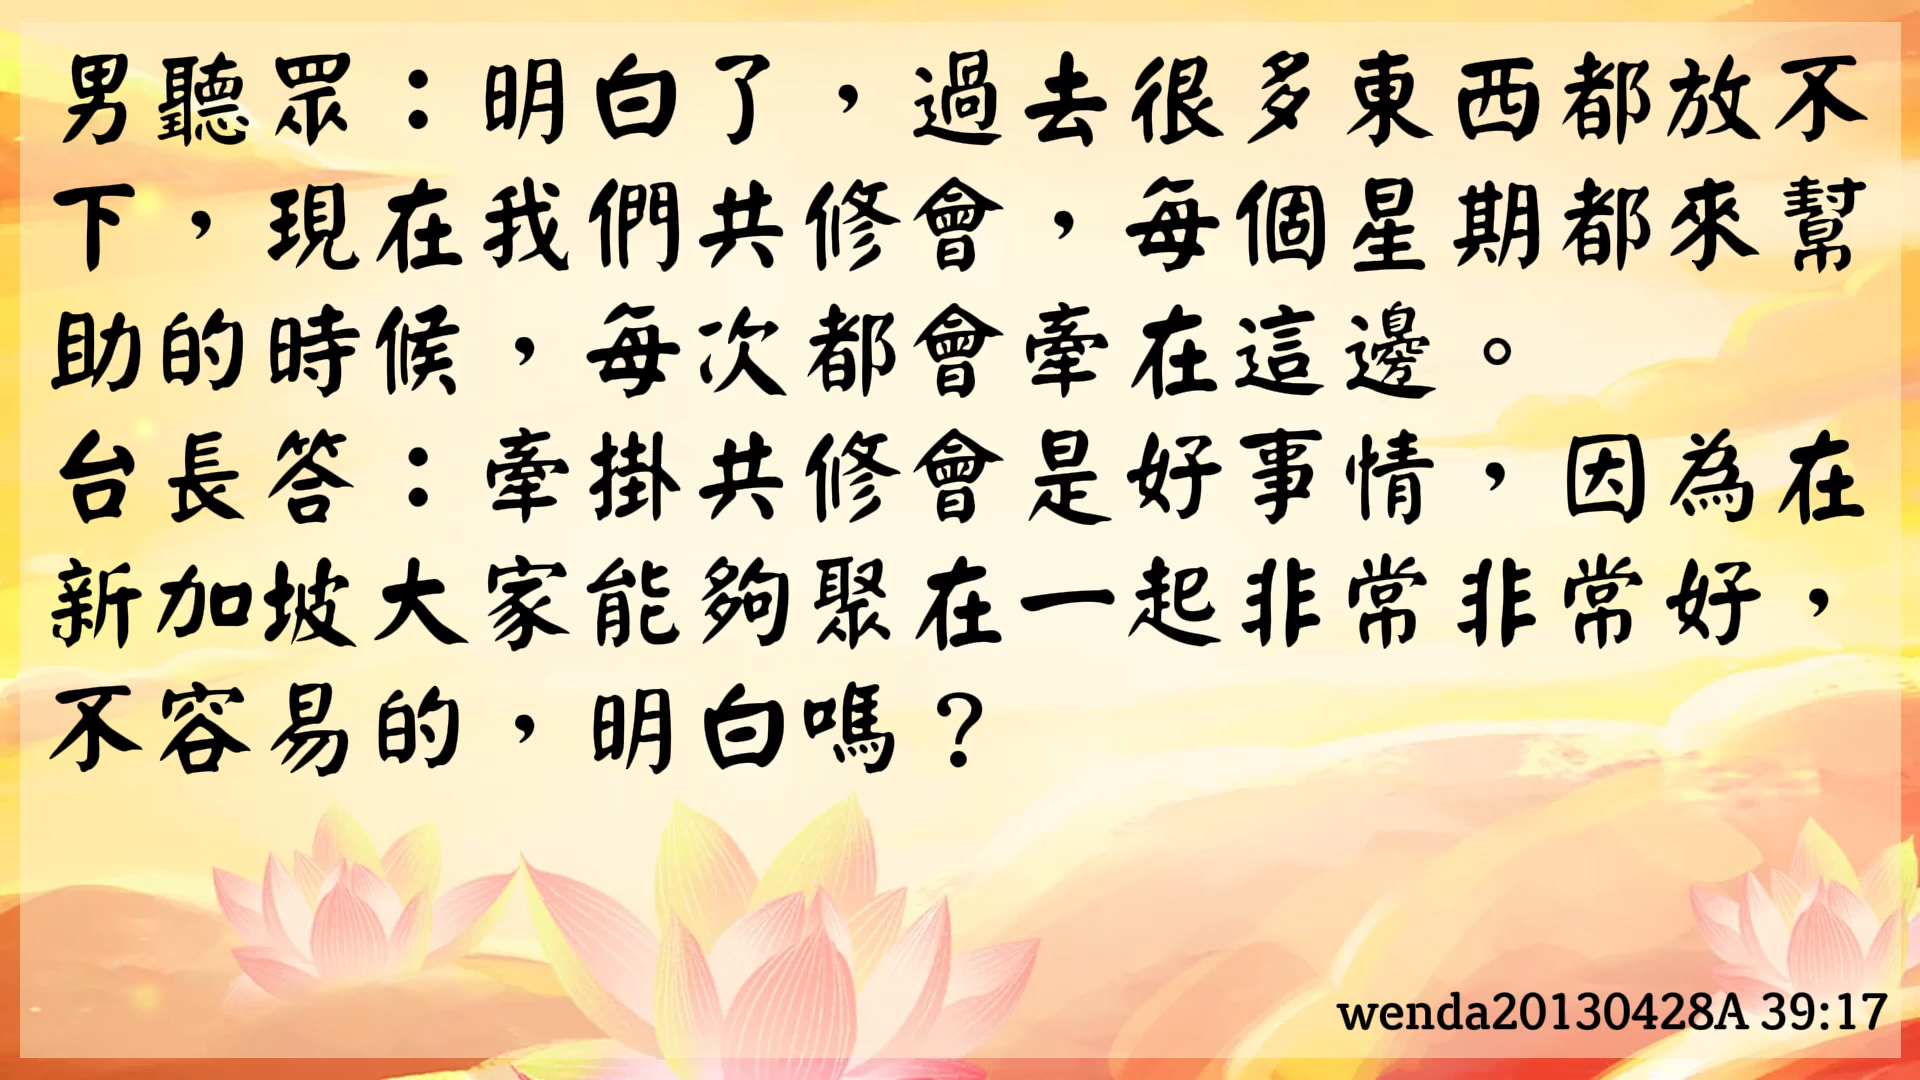 男聽眾：明白了，過去很多東西都放不
下，現在我們共修會，每個星期都來幫
助的時候，每次都會牽在這邊。
台長答：牽掛共修會是好事情，因為在
新加坡大家能夠聚在一起非常非常好，
不容易的，明白嗎？
wenda20130428A 39:17